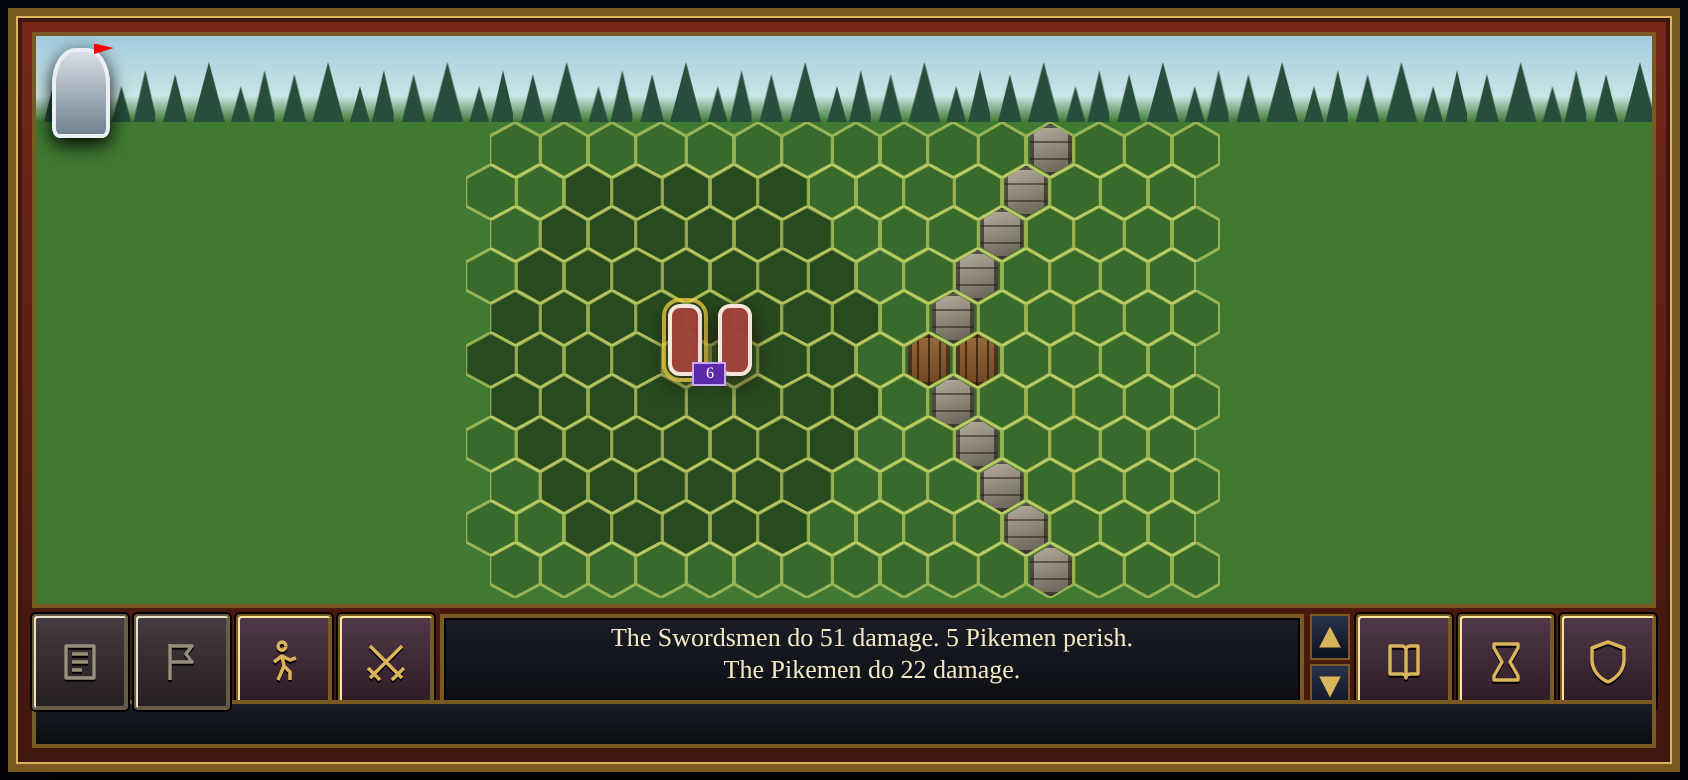 6
The Swordsmen do 51 damage. 5 Pikemen perish.
The Pikemen do 22 damage.